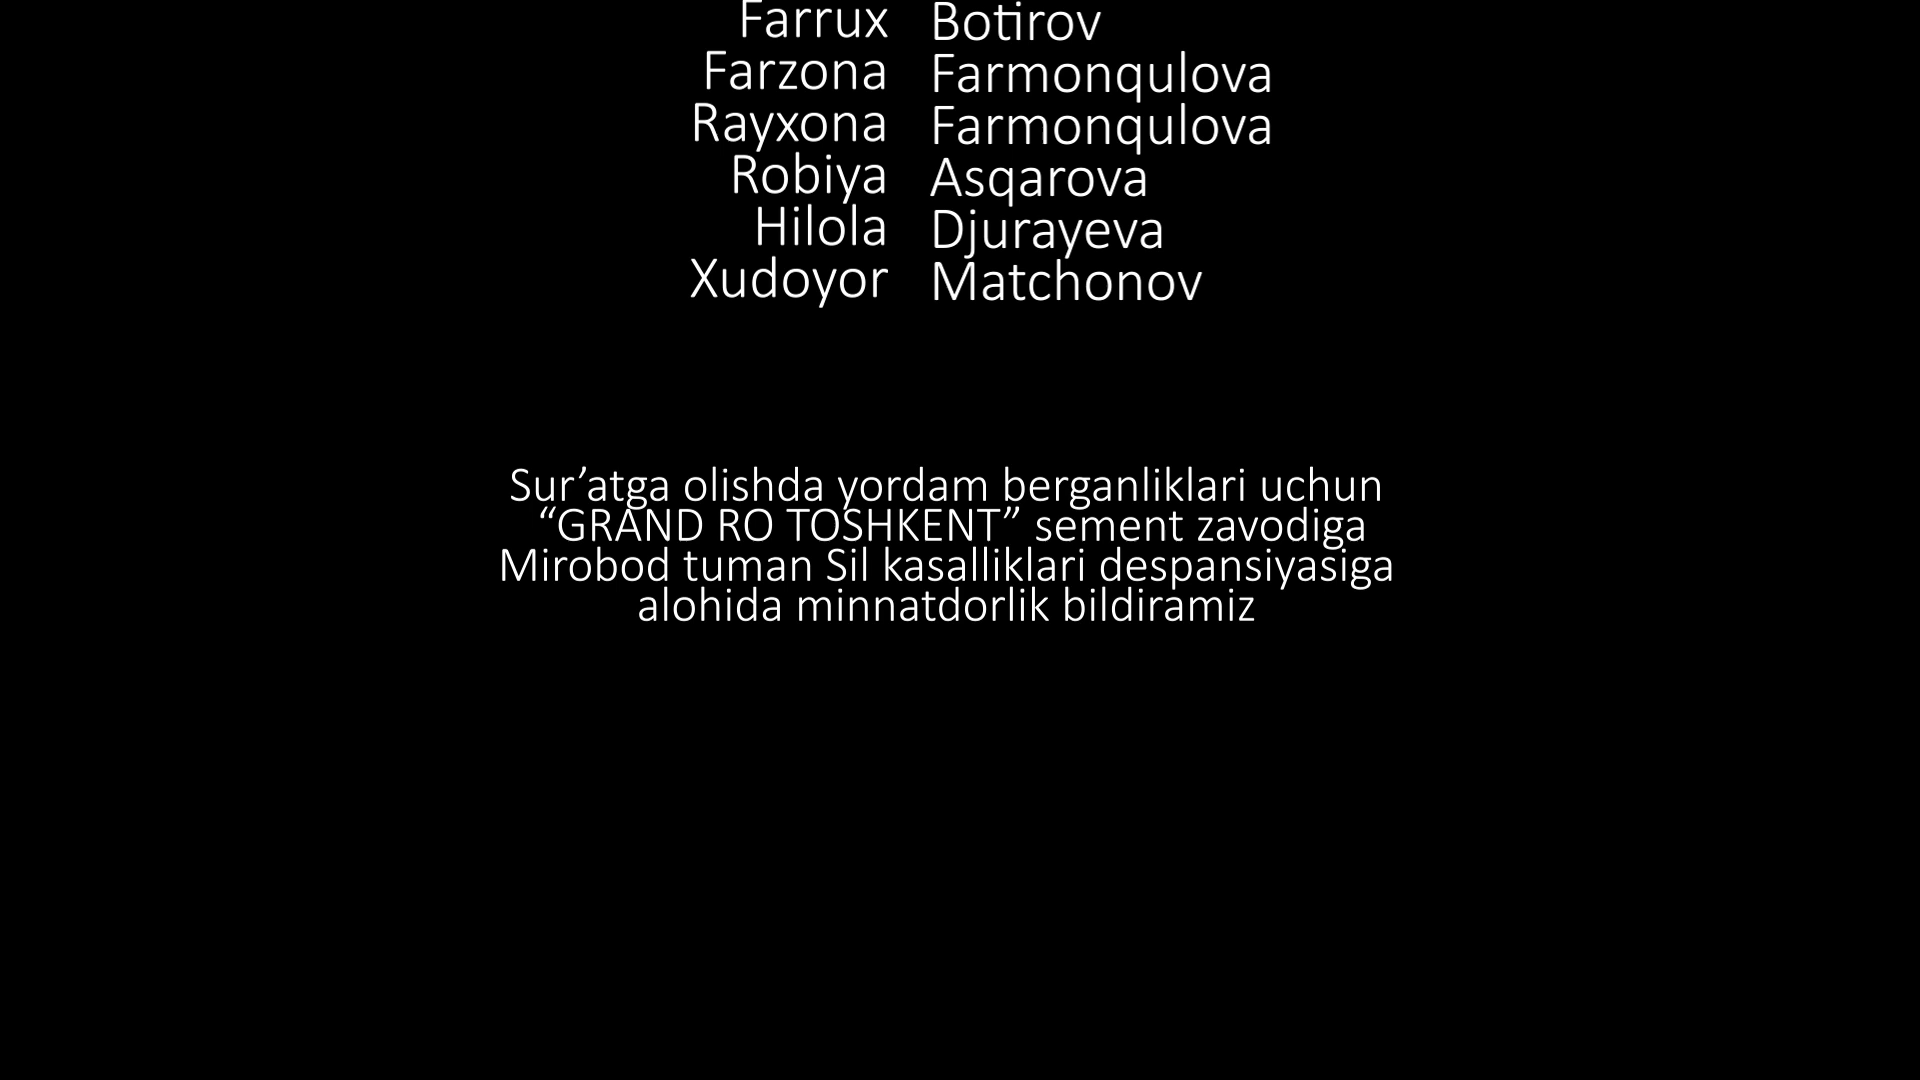 Farrux Botirov
Farzona Farmonqulova
Rayxona Farmonqulova
Robiya Asqarova
Hilola Djurayeva
Xudoyor Matchonov
Sur’atga olishda yordam berganliklari uchun
“GRAND RO TOSHKENT” sement zavodiga
Mirobod tuman Sil kasalliklari despansiyasiga
alohida minnatdorlik bildiramiz